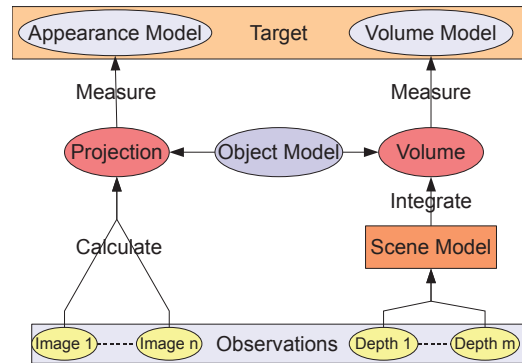 Appearance Model
Target
Volume Model
Measure
Measure
Projection
Object Model
Volume
Integrate
Calculate
Scene Model
Image 1
Image n
Observations
Depth 1
Depth m